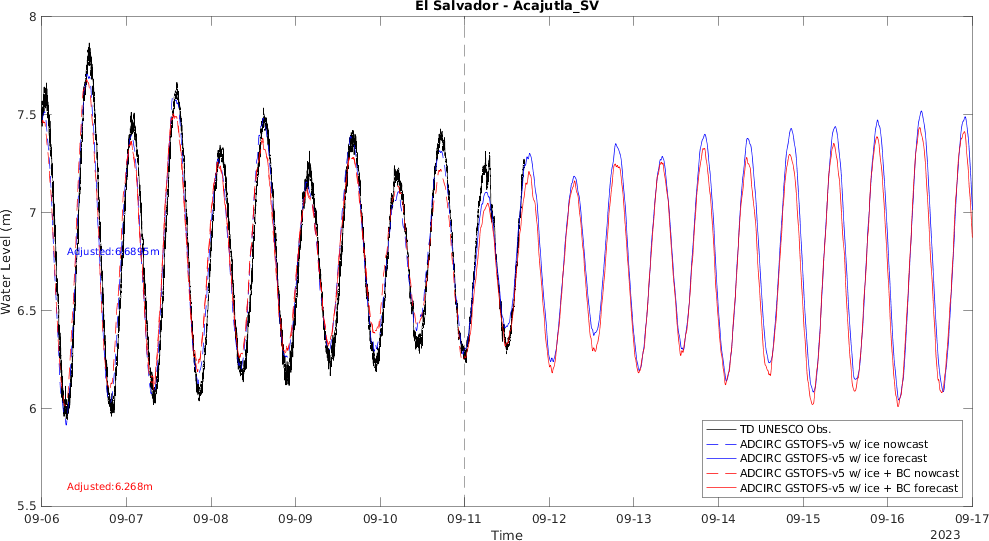 El Salvador - Acajutla_SV
8
7.5
7
6.5
6
5.5
Water Level (m)
Adjusted:6.6895m
Adjusted:6.268m
TD UNESCO Obs.
ADCIRC GSTOFS-v5 w/ ice nowcast
ADCIRC GSTOFS-v5 w/ ice forecast
ADCIRC GSTOFS-v5 w/ ice + BC nowcast
ADCIRC GSTOFS-v5 w/ ice + BC forecast
09-06 09-07 09-08 09-09 09-10 09-11 09-12 09-13 09-14 09-15 09-16 09-17
Time
2023